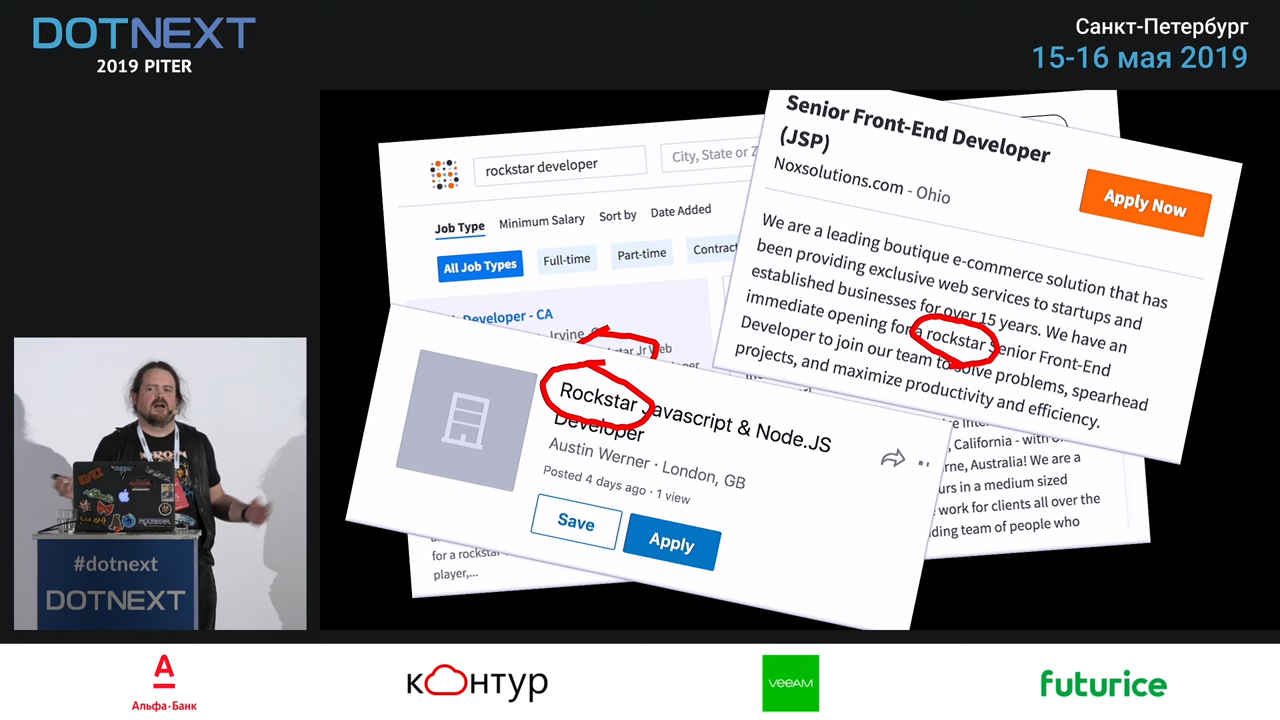 DOTNEXT
2019 PITER
Санкт-Петербург
15-16 мая 2019
rockstar developer
City, State or Z
Job Type
Minimum Salary
Sort by
Date Added
All Job Types
Full-time
Part-time
Contract
Developer - CA
Irvine,
Jr Web
Senior Front-End Developer
(JSP)
Noxsolutions.com - Ohio
Apply Now
We are a leading boutique e-commerce solution that has
been providing exclusive web services to startups and
established businesses for over 15 years. We have an
immediate opening for a rockstar Senior Front-End
Developer to join our team to solve problems, spearhead
projects, and maximize productivity and efficiency.
Rockstar Javascript & Node.JS
Developer
Austin Werner · London, GB
Posted 4 days ago · 1 view
Save
Apply
for a rockstar
player,...
, California - with
rne, Australia! We are a
urs in a medium sized
work for clients all over the
ding team of people who
#dotnext
DOTNEXT
Альфа·Банк
контур
veeam
futurice